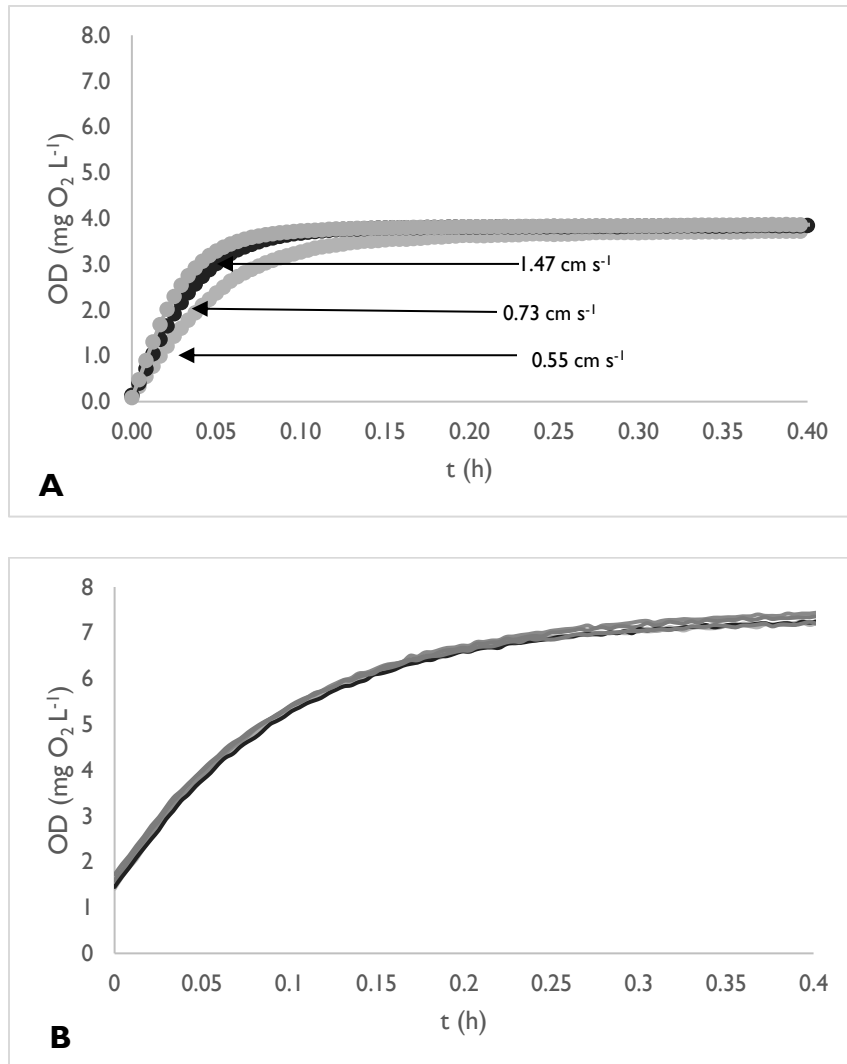 8.0
7.0
6.0
5.0
4.0
3.0
2.0
1.0
0.0
OD (mg O₂ L⁻¹)
1.47 cm s⁻¹
0.73 cm s⁻¹
0.55 cm s⁻¹
0.00 0.05 0.10 0.15 0.20 0.25 0.30 0.35 0.40
t (h)
A
8
7
6
5
4
3
2
1
0
OD (mg O₂ L⁻¹)
0 0.05 0.1 0.15 0.2 0.25 0.3 0.35 0.4
t (h)
B